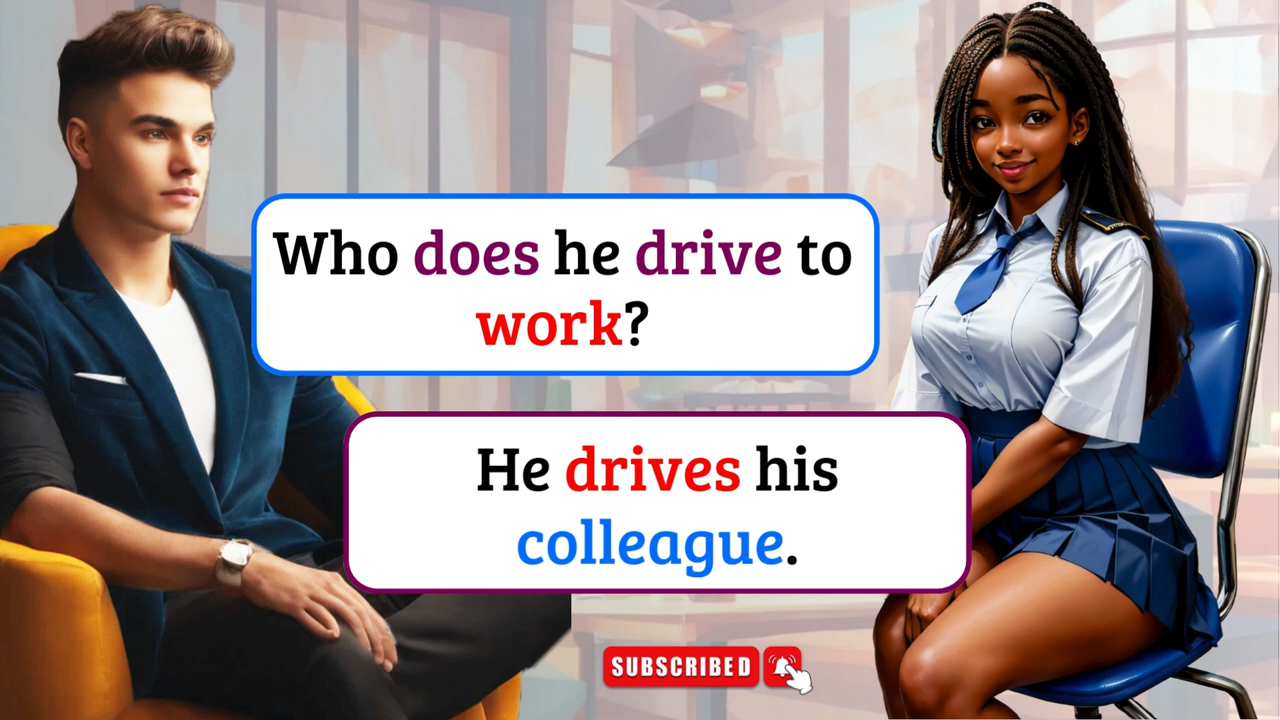 Who does he drive to
work?
He drives his
colleague.
SUBSCRIBED